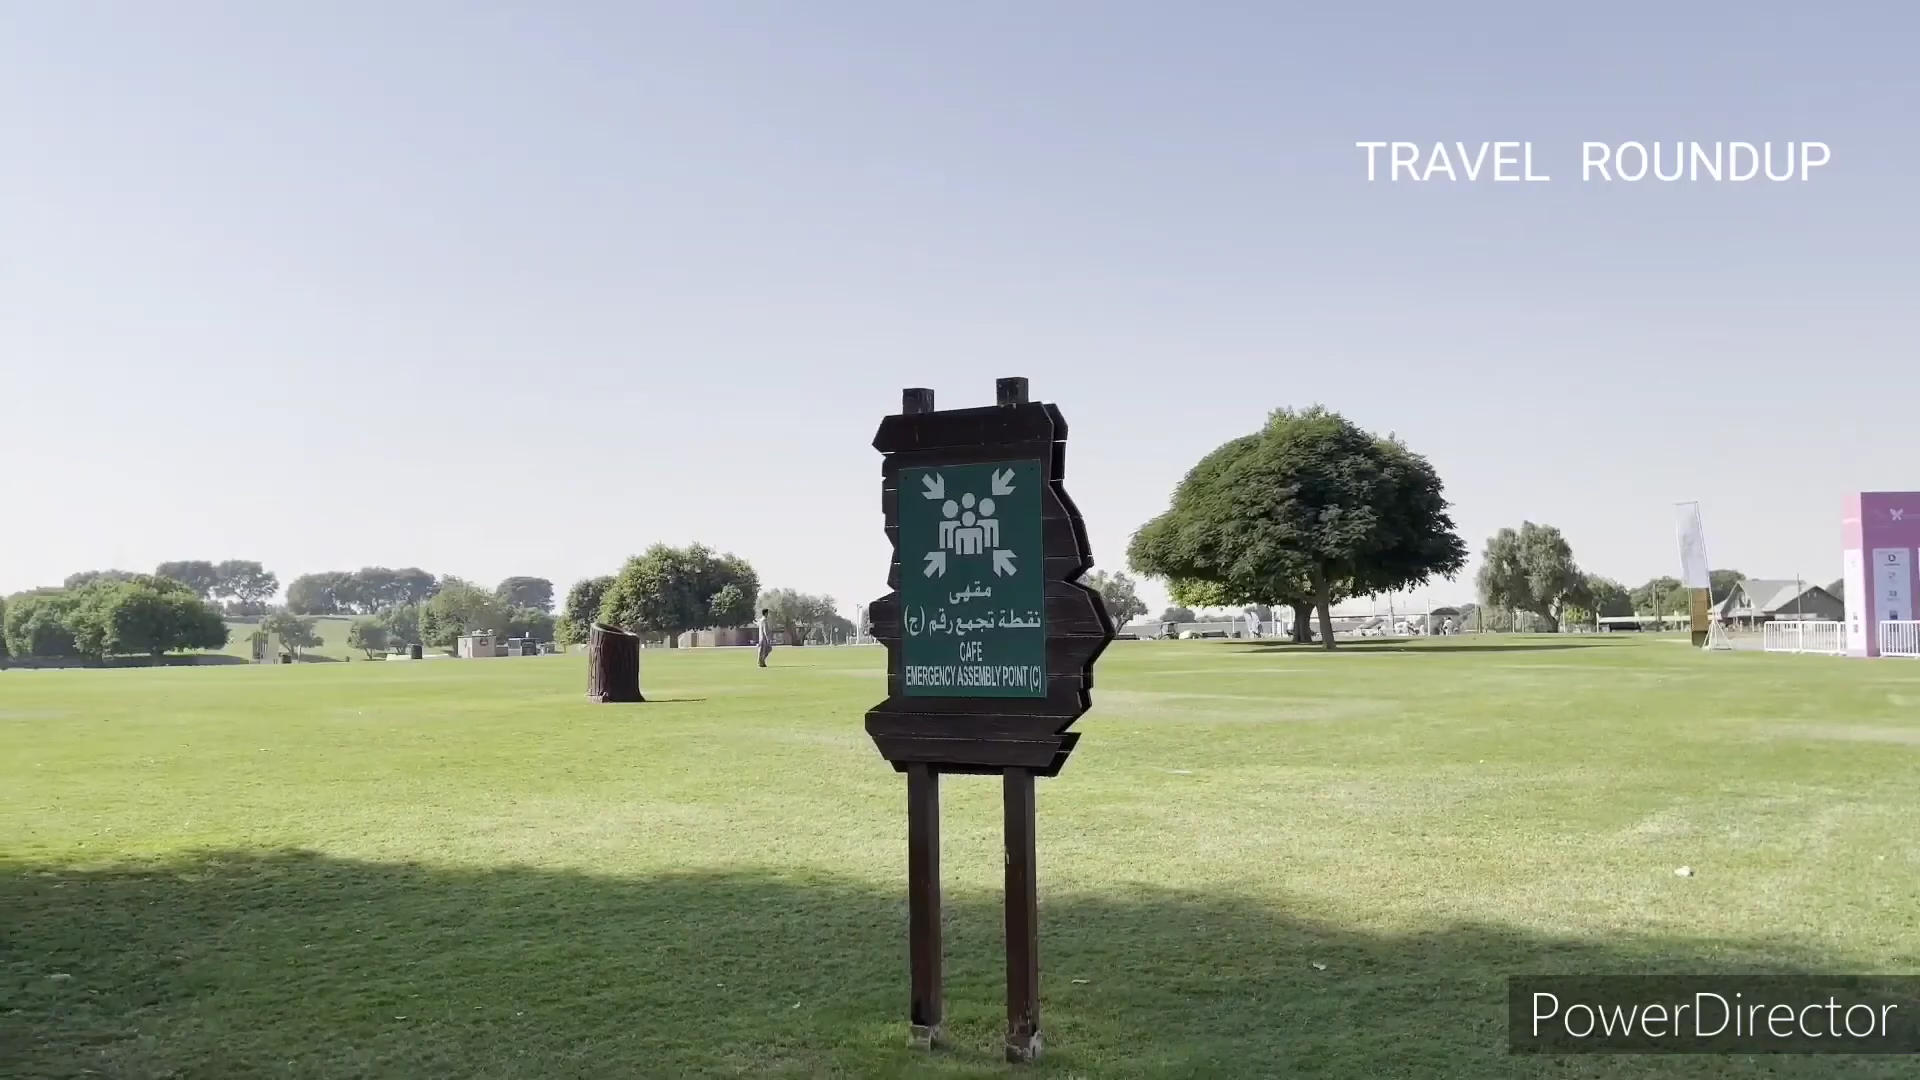 TRAVEL ROUNDUP
مقهى
نقطة تجمع رقم (ج)
CAFE
EMERGENCY ASSEMBLY POINT (C)
PowerDirector